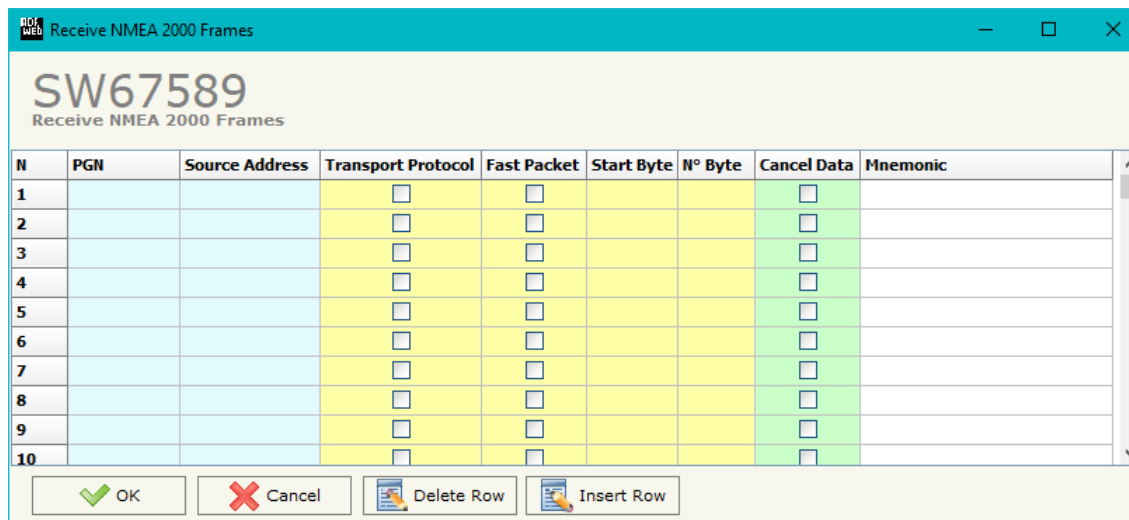 ADF WEB Receive NMEA 2000 Frames
SW67589
Receive NMEA 2000 Frames
N PGN Source Address Transport Protocol Fast Packet Start Byte N° Byte Cancel Data Mnemonic
1
2
3
4
5
6
7
8
9
10
OK Cancel Delete Row Insert Row